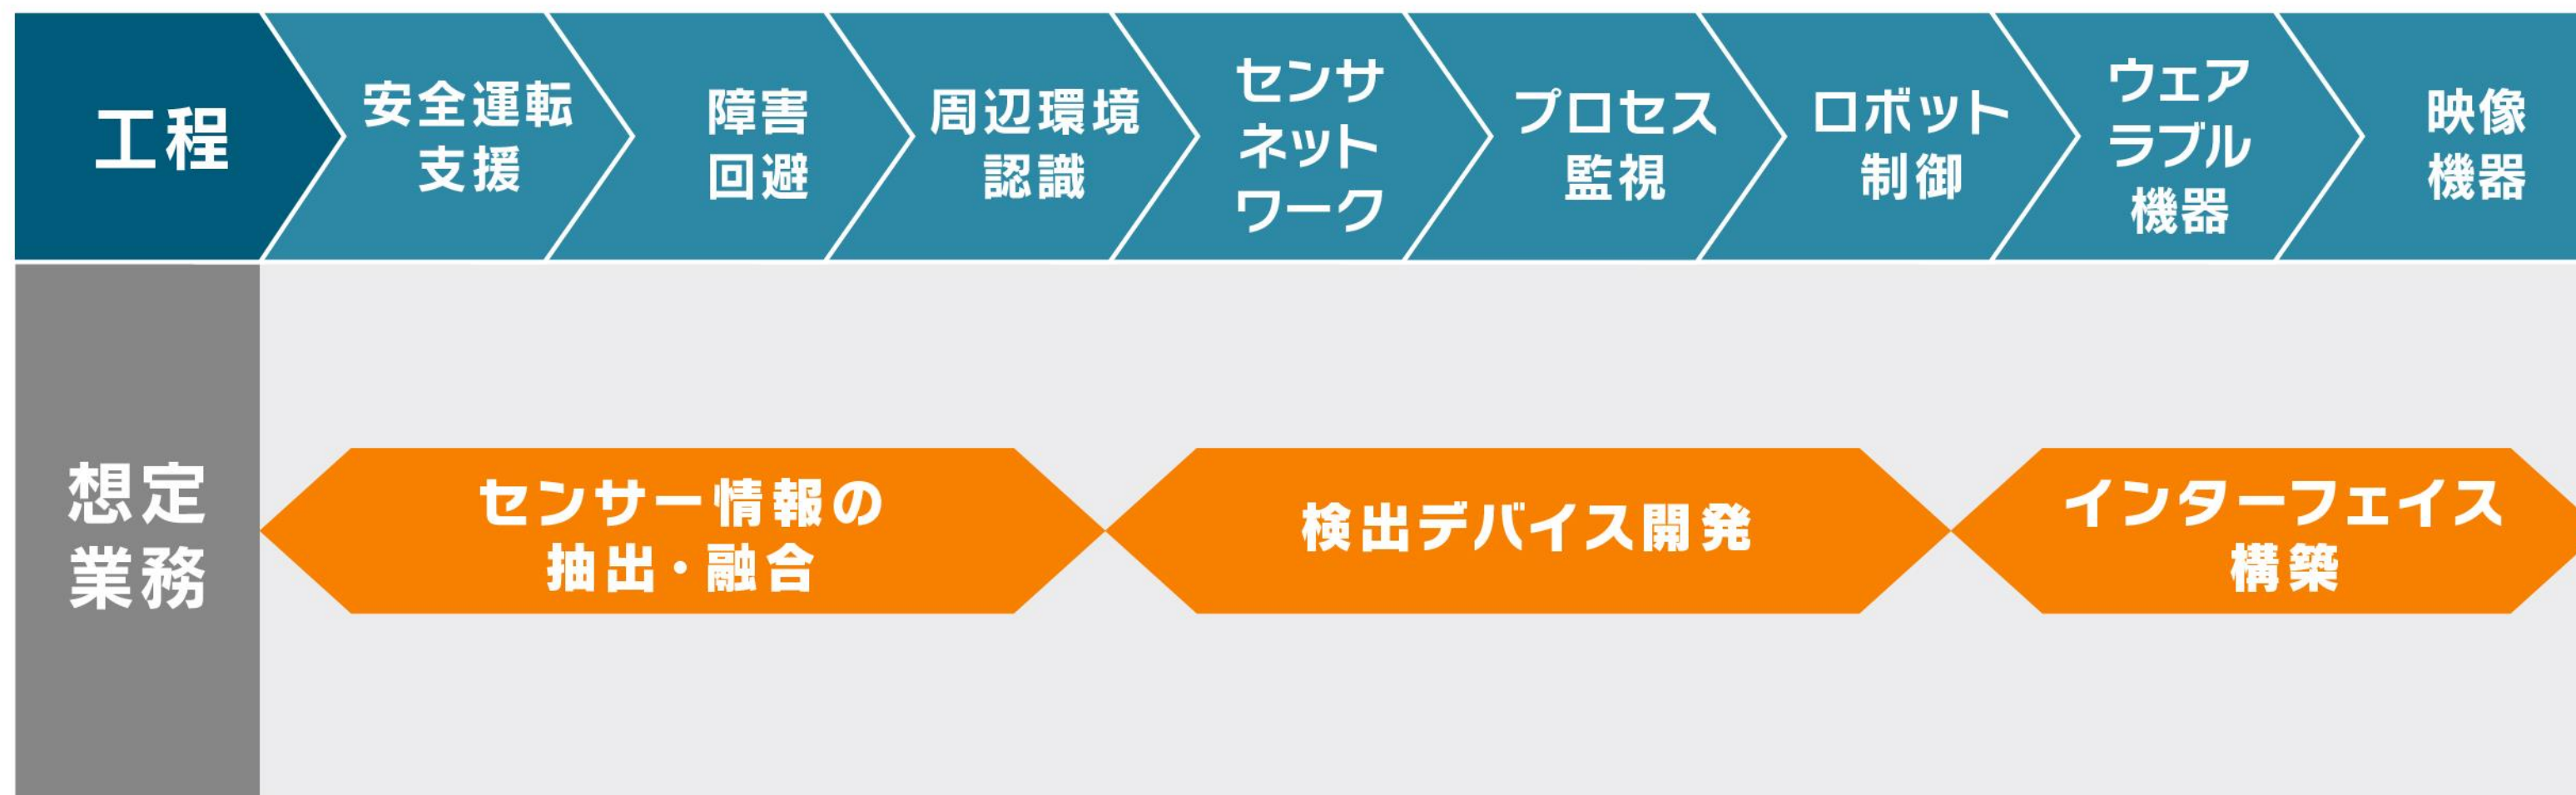 工程
安全運転
支援
障害
回避
周辺環境
認識
センサ
ネット
ワーク
プロセス
監視
ロボット
制御
ウェア
ラブル
機器
映像
機器
想定
業務
センサー情報の
抽出・融合
検出デバイス開発
インターフェイス
構築